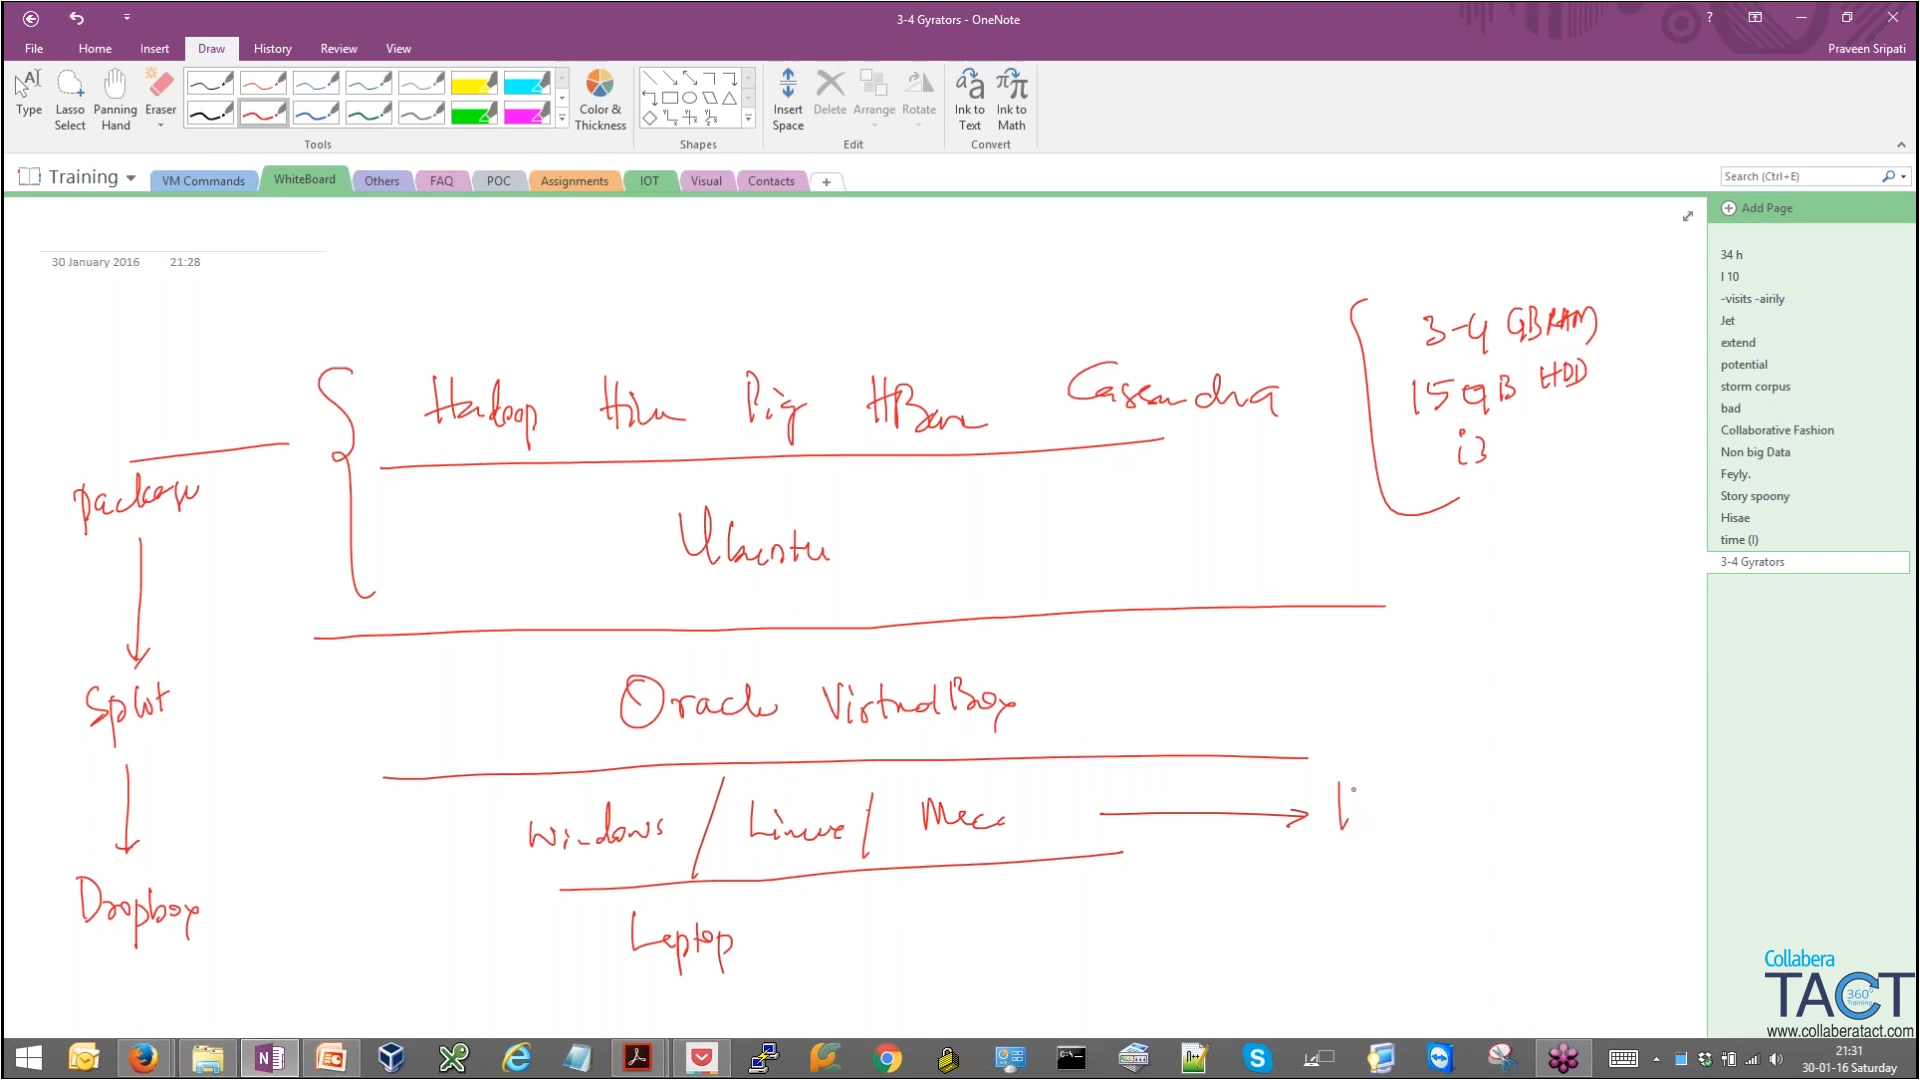 3-4 Gyrators - OneNote
?
File Home Insert Draw History Review View
Praveen Sripati
Type
Lasso Select
Panning Hand
Eraser
Color & Thickness
Insert Space
Delete
Arrange
Rotate
Ink to Text
Ink to Math
Tools
Shapes
Edit
Convert
Training
VM Commands WhiteBoard Others FAQ POC Assignments IOT Visual Contacts +
Search (Ctrl+E)
Add Page
34 h
I 10
-visits -airily
Jet
extend
potential
storm corpus
bad
Collaborative Fashion
Non big Data
Feyly.
Story spoony
Hisae
time (I)
3-4 Gyrators
30 January 2016 21:28
3-4 GB RAM
15 GB HDD
i3
Hadoop Hive Pig HBase Cassandra
Package
Ubuntu
Split
Oracle VirtualBox
Windows / Linux / Mac
Dropbox
Laptop
Collabera
TACT
360°
Training
www.collaberatact.com
21:31
30-01-16 Saturday